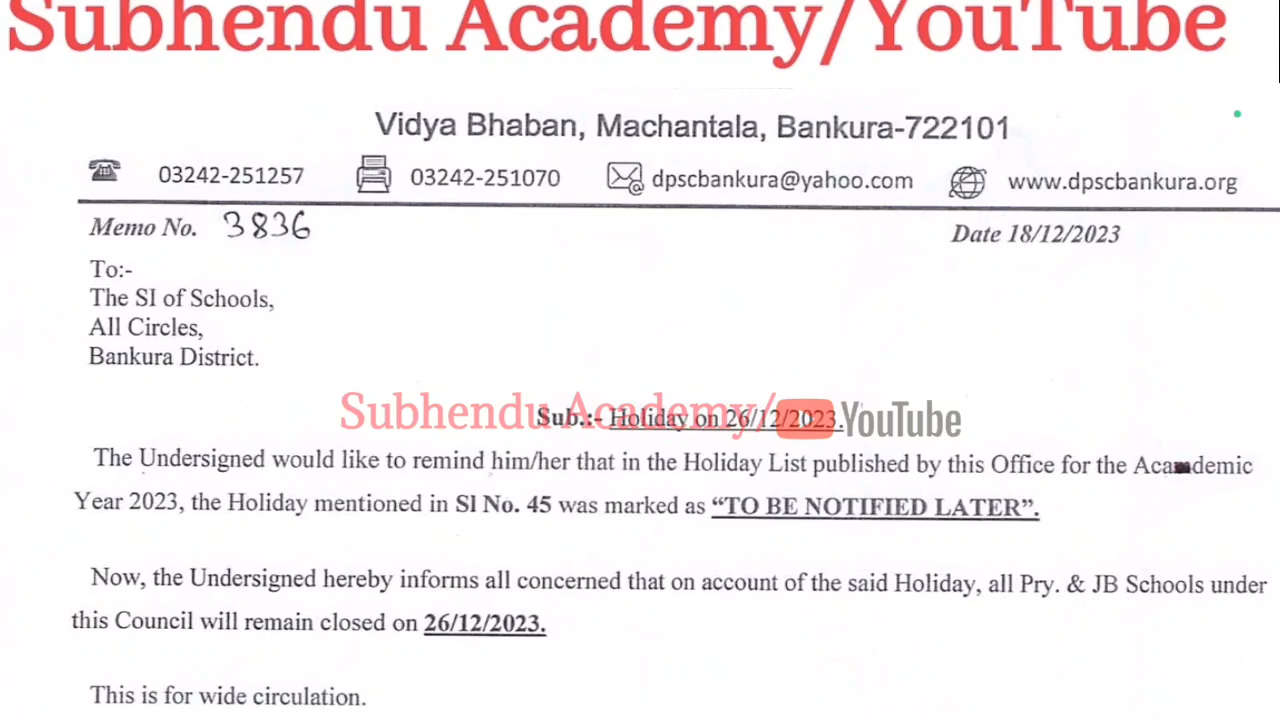 Subhendu Academy/YouTube
Vidya Bhaban, Machantala, Bankura-722101
03242-251257 03242-251070 dpscbankura@yahoo.com www.dpscbankura.org
Memo No. 3836 Date 18/12/2023
To:-
The SI of Schools,
All Circles,
Bankura District.
Subhendu Academy/YouTube
Sub.:- Holiday on 26/12/2023.
The Undersigned would like to remind him/her that in the Holiday List published by this Office for the Academic
Year 2023, the Holiday mentioned in Sl No. 45 was marked as “TO BE NOTIFIED LATER”.
Now, the Undersigned hereby informs all concerned that on account of the said Holiday, all Pry. & JB Schools under
this Council will remain closed on 26/12/2023.
This is for wide circulation.